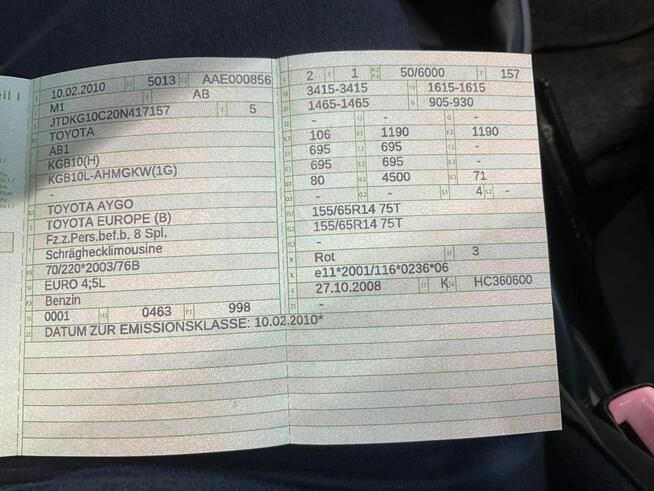 10.02.2010 5013 AAE000856
M1 AB
JTDKG10C20N417157 5
TOYOTA
AB1
KGB10(H)
KGB10L-AHMGKW(1G)
-
TOYOTA AYGO
TOYOTA EUROPE (B)
Fz.z.Pers.bef.b. 8 Spl.
Schräghecklimousine
70/220*2003/76B
EURO 4;5L
Benzin
0001 0463 998
DATUM ZUR EMISSIONSKLASSE: 10.02.2010*
2 1 50/6000 157
3415-3415 1615-1615
1465-1465 905-930
- - -
106 1190 1190
695 695 -
695 695 -
80 4500 71
- - 4 -
155/65R14 75T
155/65R14 75T
-
Rot 3
e11*2001/116*0236*06
27.10.2008 K HC360600
-